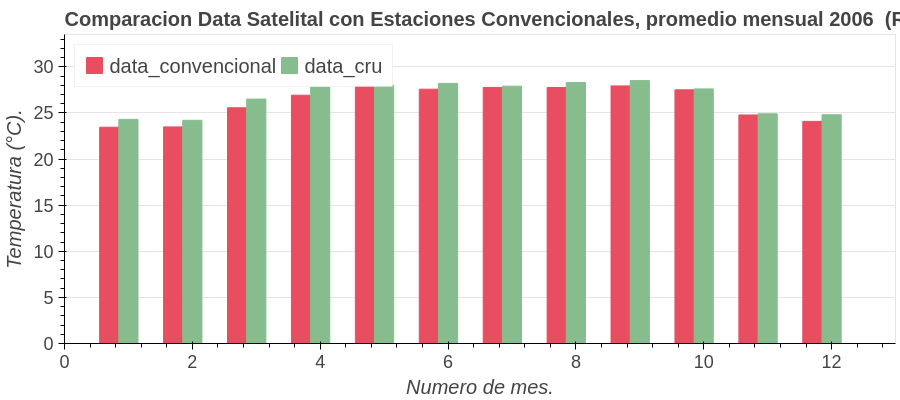 Comparacion Data Satelital con Estaciones Convencionales, promedio mensual 2006 (R
data_convencional data_cru
30
25
20
15
10
5
0
Temperatura (°C).
0 2 4 6 8 10 12
Numero de mes.